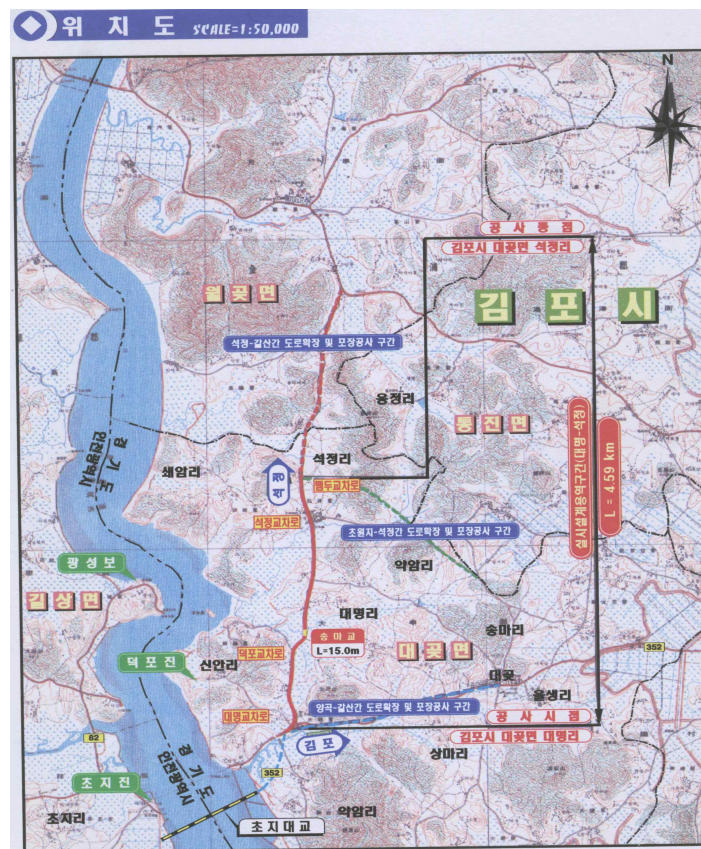 위 치 도 SCALE=1:50,000
N
공 사 종 점
김포시 대곶면 석정리
월곶면
김 포 시
석정-갈산간 도로확장 및 포장공사 구간
옹정리
통진면
경 기 도
인천광역시
석정리
쇄암리
석 정
실시설계용역구간(대명-석정)
L = 4.59 km
석정교차로
초원지-석정간 도로확장 및 포장공사 구간
광성보
약암리
길상면
대명리
송마리
송 마 교
L=15.0m
대곶면
352
덕포교차로
덕포진
신안리
대곶
율생리
양곡-갈산간 도로확장 및 포장공사 구간
대명교차로
공 사 시 점
김포시 대곶면 대명리
82
김 포
상마리
경 기 도
인천광역시
352
초지진
초지리
약암리
초지대교